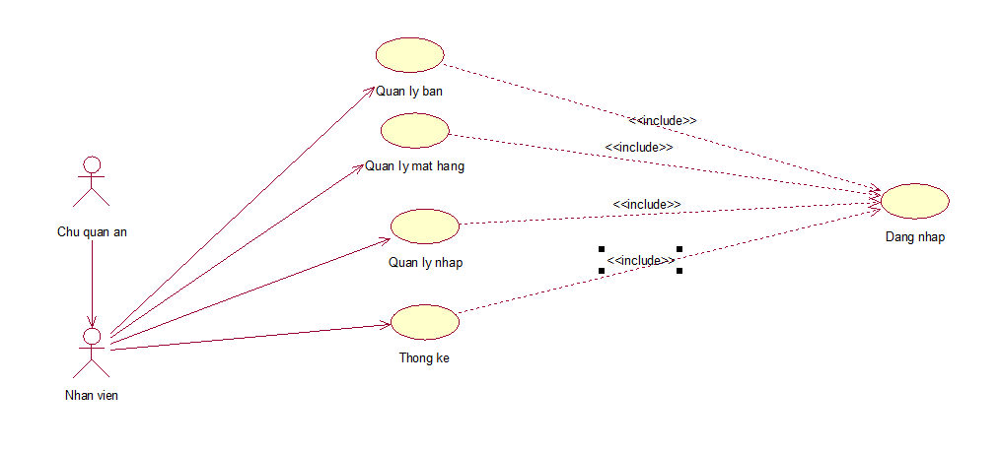 Quan ly ban
<<include>>
Quan ly mat hang
<<include>>
Chu quan an
<<include>>
Dang nhap
Quan ly nhap
<<include>>
Thong ke
Nhan vien